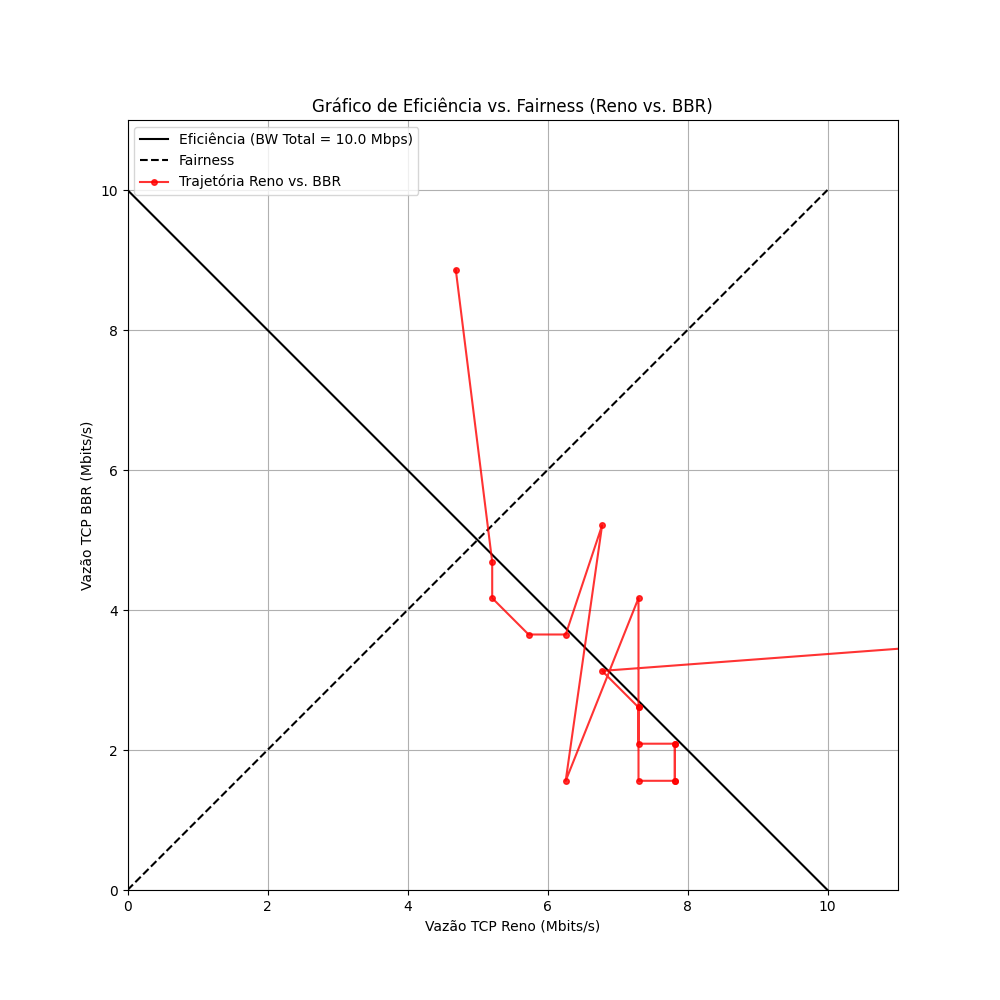 Gráfico de Eficiência vs. Fairness (Reno vs. BBR)
Eficiência (BW Total = 10.0 Mbps)
Fairness
Trajetória Reno vs. BBR
Vazão TCP BBR (Mbits/s)
10
8
6
4
2
0
0 2 4 6 8 10
Vazão TCP Reno (Mbits/s)